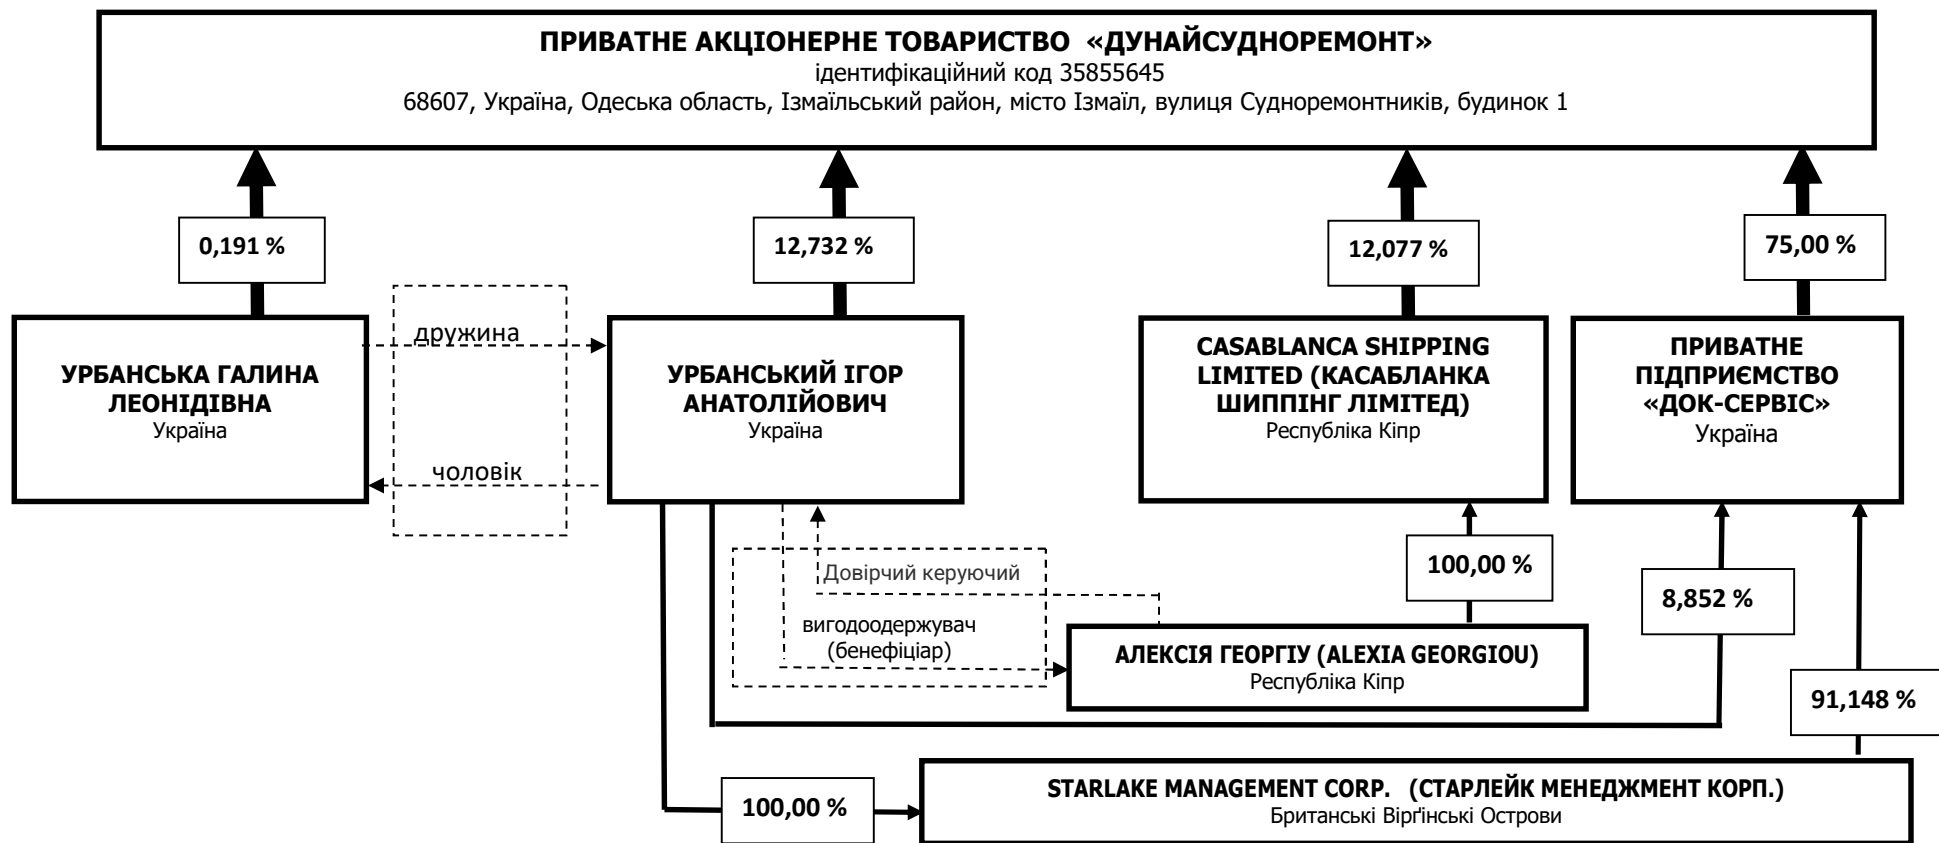 ПРИВАТНЕ АКЦІОНЕРНЕ ТОВАРИСТВО «ДУНАЙСУДНОРЕМОНТ»
ідентифікаційний код 35855645
68607, Україна, Одеська область, Ізмаїльський район, місто Ізмаїл, вулиця Судноремонтників, будинок 1
0,191 %
12,732 %
12,077 %
75,00 %
УРБАНСЬКА ГАЛИНА
ЛЕОНІДІВНА
Україна
дружина
чоловік
УРБАНСЬКИЙ ІГОР
АНАТОЛІЙОВИЧ
Україна
CASABLANCA SHIPPING
LIMITED (КАСАБЛАНКА
ШИППІНГ ЛІМІТЕД)
Республіка Кіпр
ПРИВАТНЕ
ПІДПРИЄМСТВО
«ДОК-СЕРВІС»
Україна
Довірчий керуючий
вигодоодержувач
(бенефіціар)
100,00 %
8,852 %
АЛЕКСІЯ ГЕОРГІУ (ALEXIA GEORGIOU)
Республіка Кіпр
91,148 %
100,00 %
STARLAKE MANAGEMENT CORP. (СТАРЛЕЙК МЕНЕДЖМЕНТ КОРП.)
Британські Вірґінські Острови